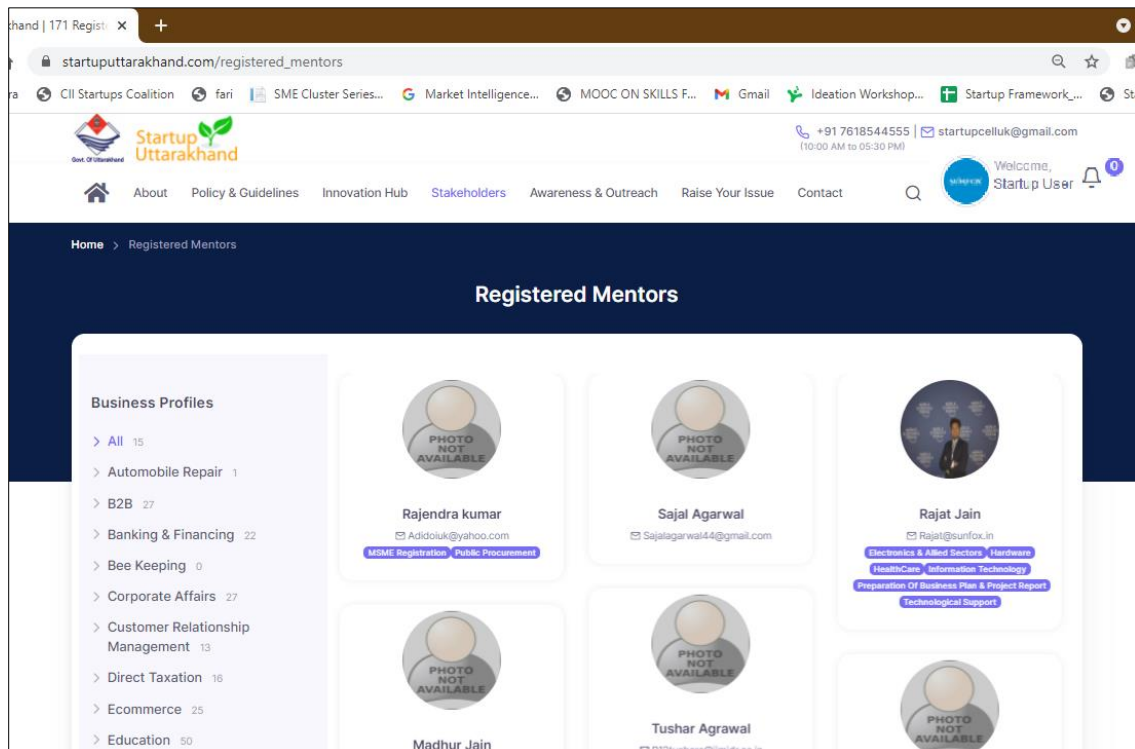 khand | 171 Regist
startuputtarakhand.com/registered_mentors
ra CII Startups Coalition fari SME Cluster Series... Market Intelligence... MOOC ON SKILLS F... Gmail Ideation Workshop... Startup Framework_... St
Govt. Of Uttarakhand
Startup
Uttarakhand
+91 7618544555 | startupcelluk@gmail.com
(10:00 AM to 05:30 PM)
About Policy & Guidelines Innovation Hub Stakeholders Awareness & Outreach Raise Your Issue Contact
Welcome,
Startup User
0
Home > Registered Mentors
Registered Mentors
Business Profiles
> All 15
> Automobile Repair 1
> B2B 27
> Banking & Financing 22
> Bee Keeping 0
> Corporate Affairs 27
> Customer Relationship
Management 13
> Direct Taxation 16
> Ecommerce 25
> Education 50
PHOTO
NOT
AVAILABLE
Rajendra kumar
Adidoiuk@yahoo.com
MSME Registration Public Procurement
PHOTO
NOT
AVAILABLE
Sajal Agarwal
Sajalagarwal44@gmail.com
Rajat Jain
Rajat@sunfox.in
Electronics & Allied Sectors Hardware
HealthCare Information Technology
Preparation Of Business Plan & Project Report
Technological Support
PHOTO
NOT
AVAILABLE
Madhur Jain
PHOTO
NOT
AVAILABLE
Tushar Agrawal
PHOTO
NOT
AVAILABLE